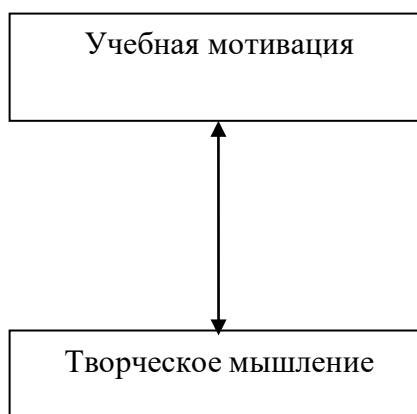 Учебная мотивация
Творческое мышление